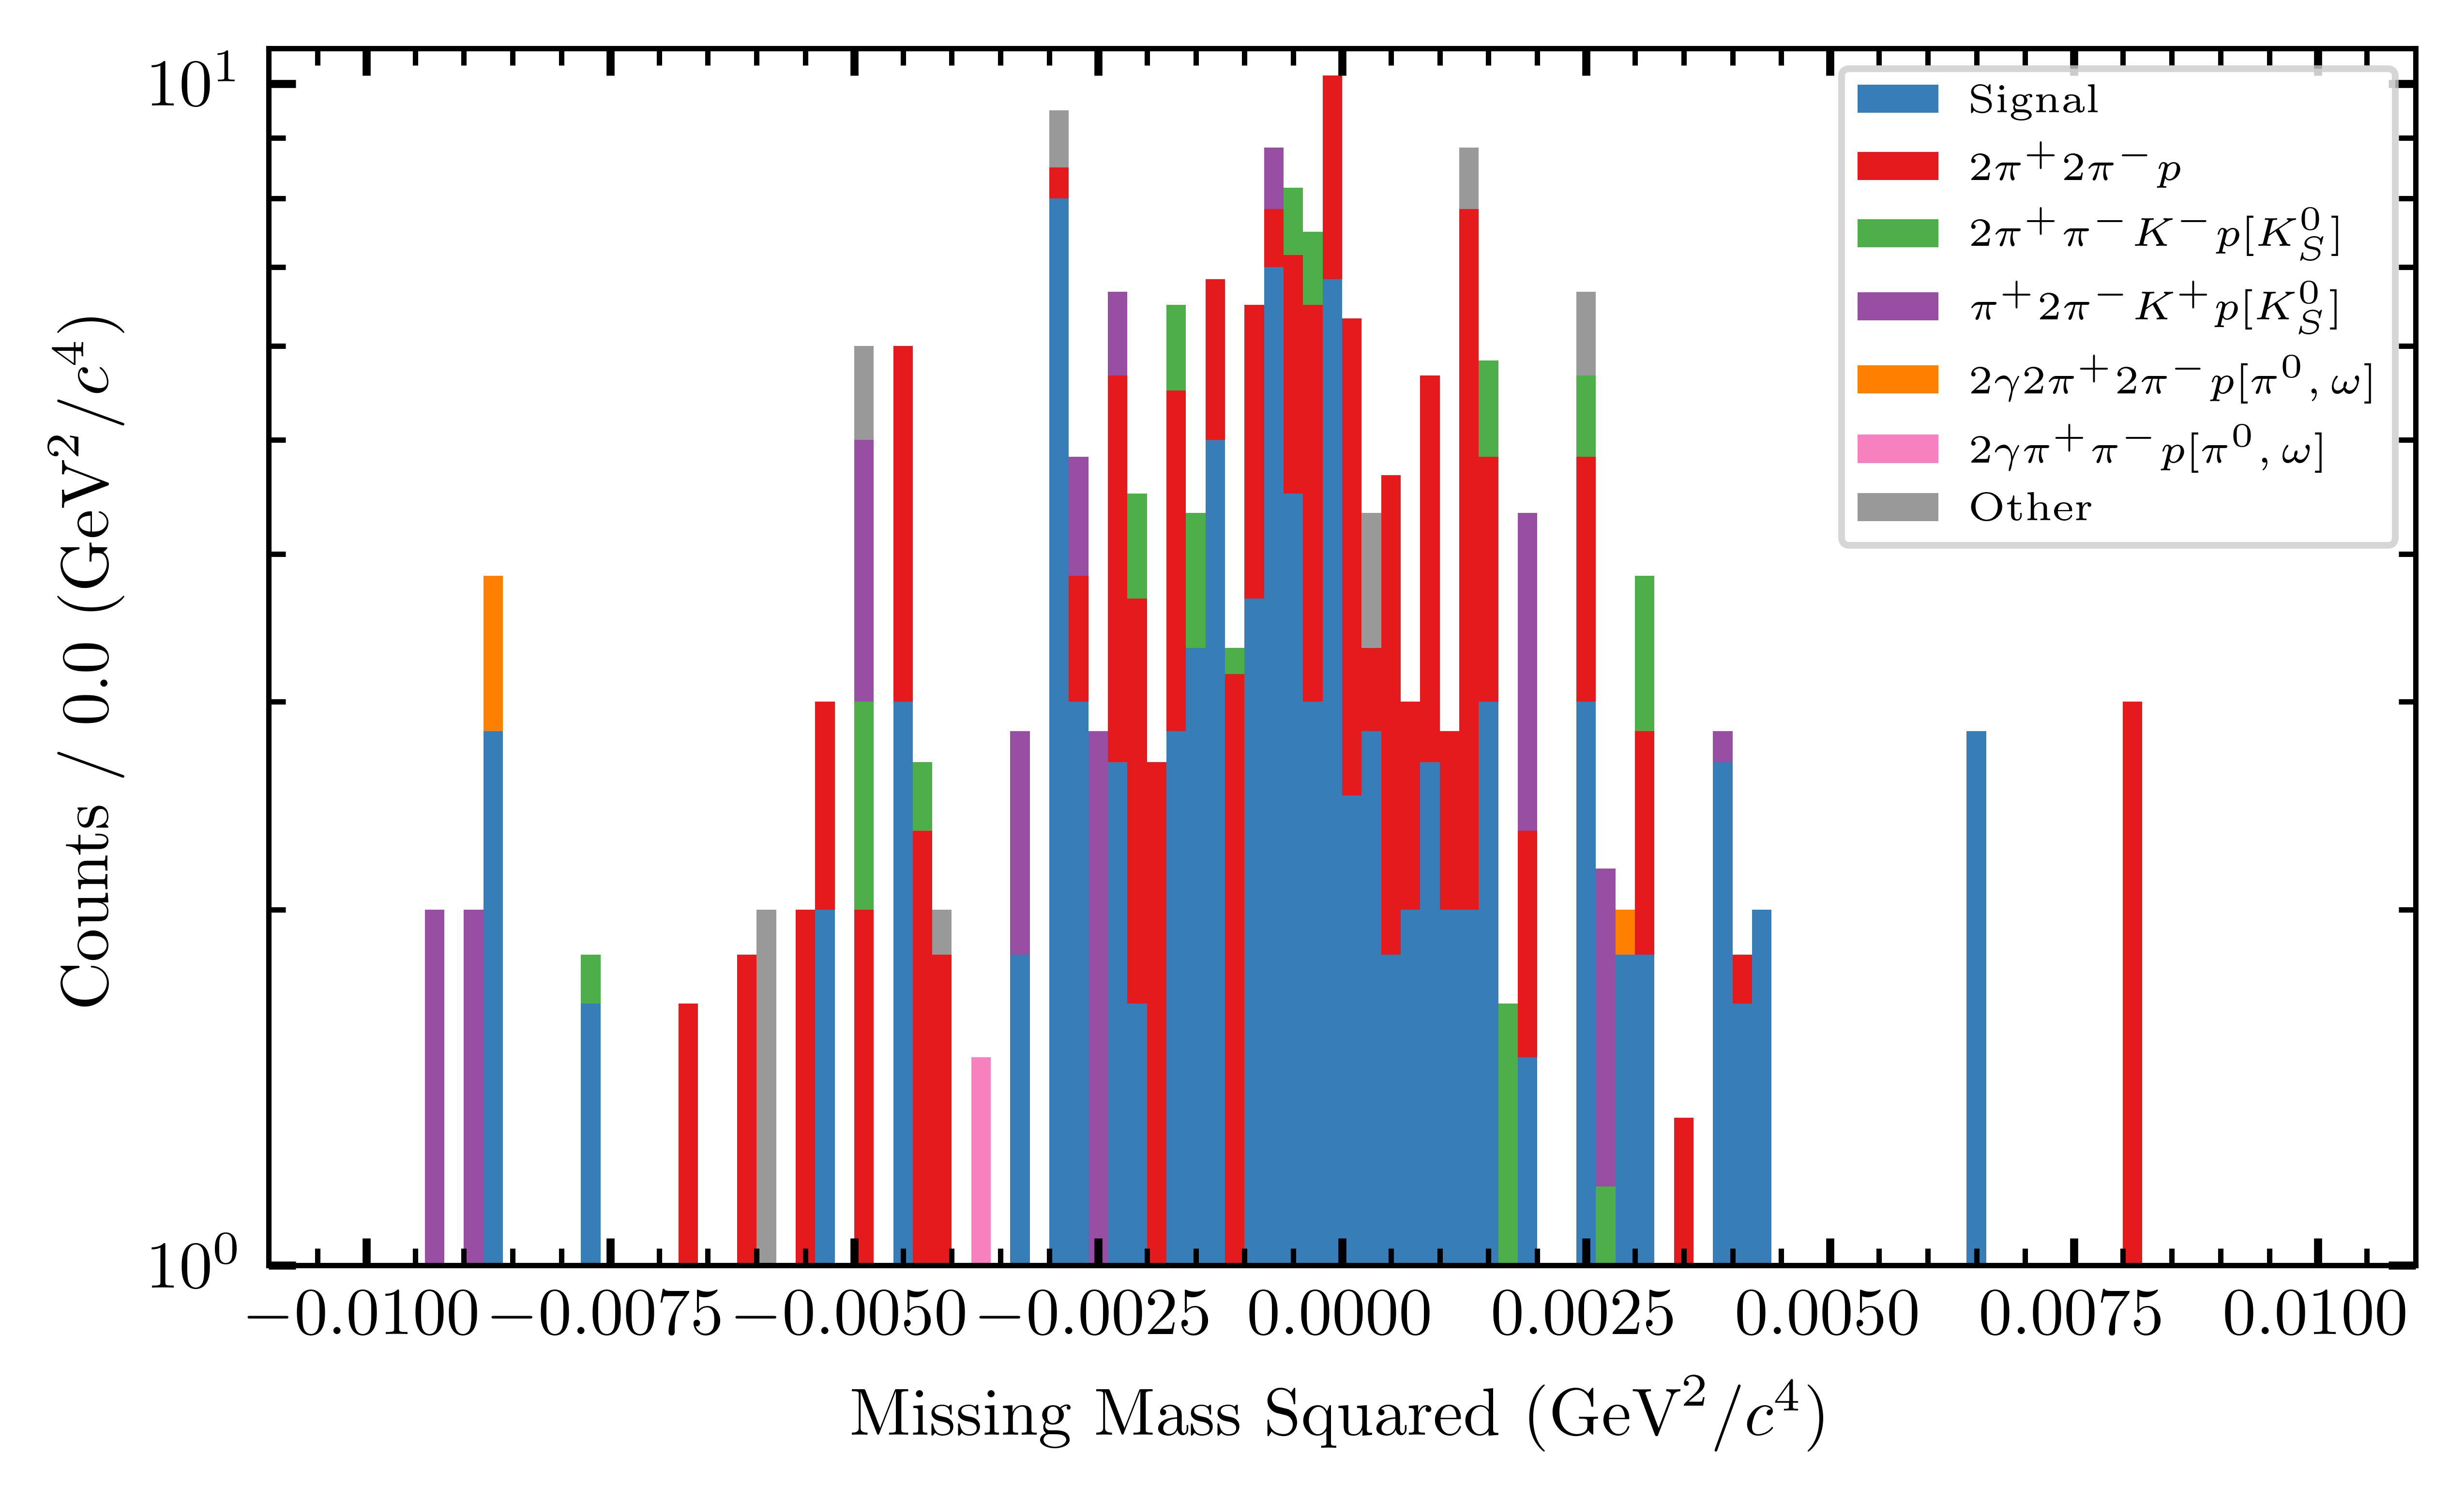 10¹
10⁰
Counts / 0.0 (GeV²/c⁴)
Signal
2π⁺2π⁻p
2π⁺π⁻K⁻p[K⁰_S]
π⁺2π⁻K⁺p[K⁰_S]
2γ2π⁺2π⁻p[π⁰, ω]
2γπ⁺π⁻p[π⁰, ω]
Other
−0.0100 −0.0075 −0.0050 −0.0025 0.0000 0.0025 0.0050 0.0075 0.0100
Missing Mass Squared (GeV²/c⁴)